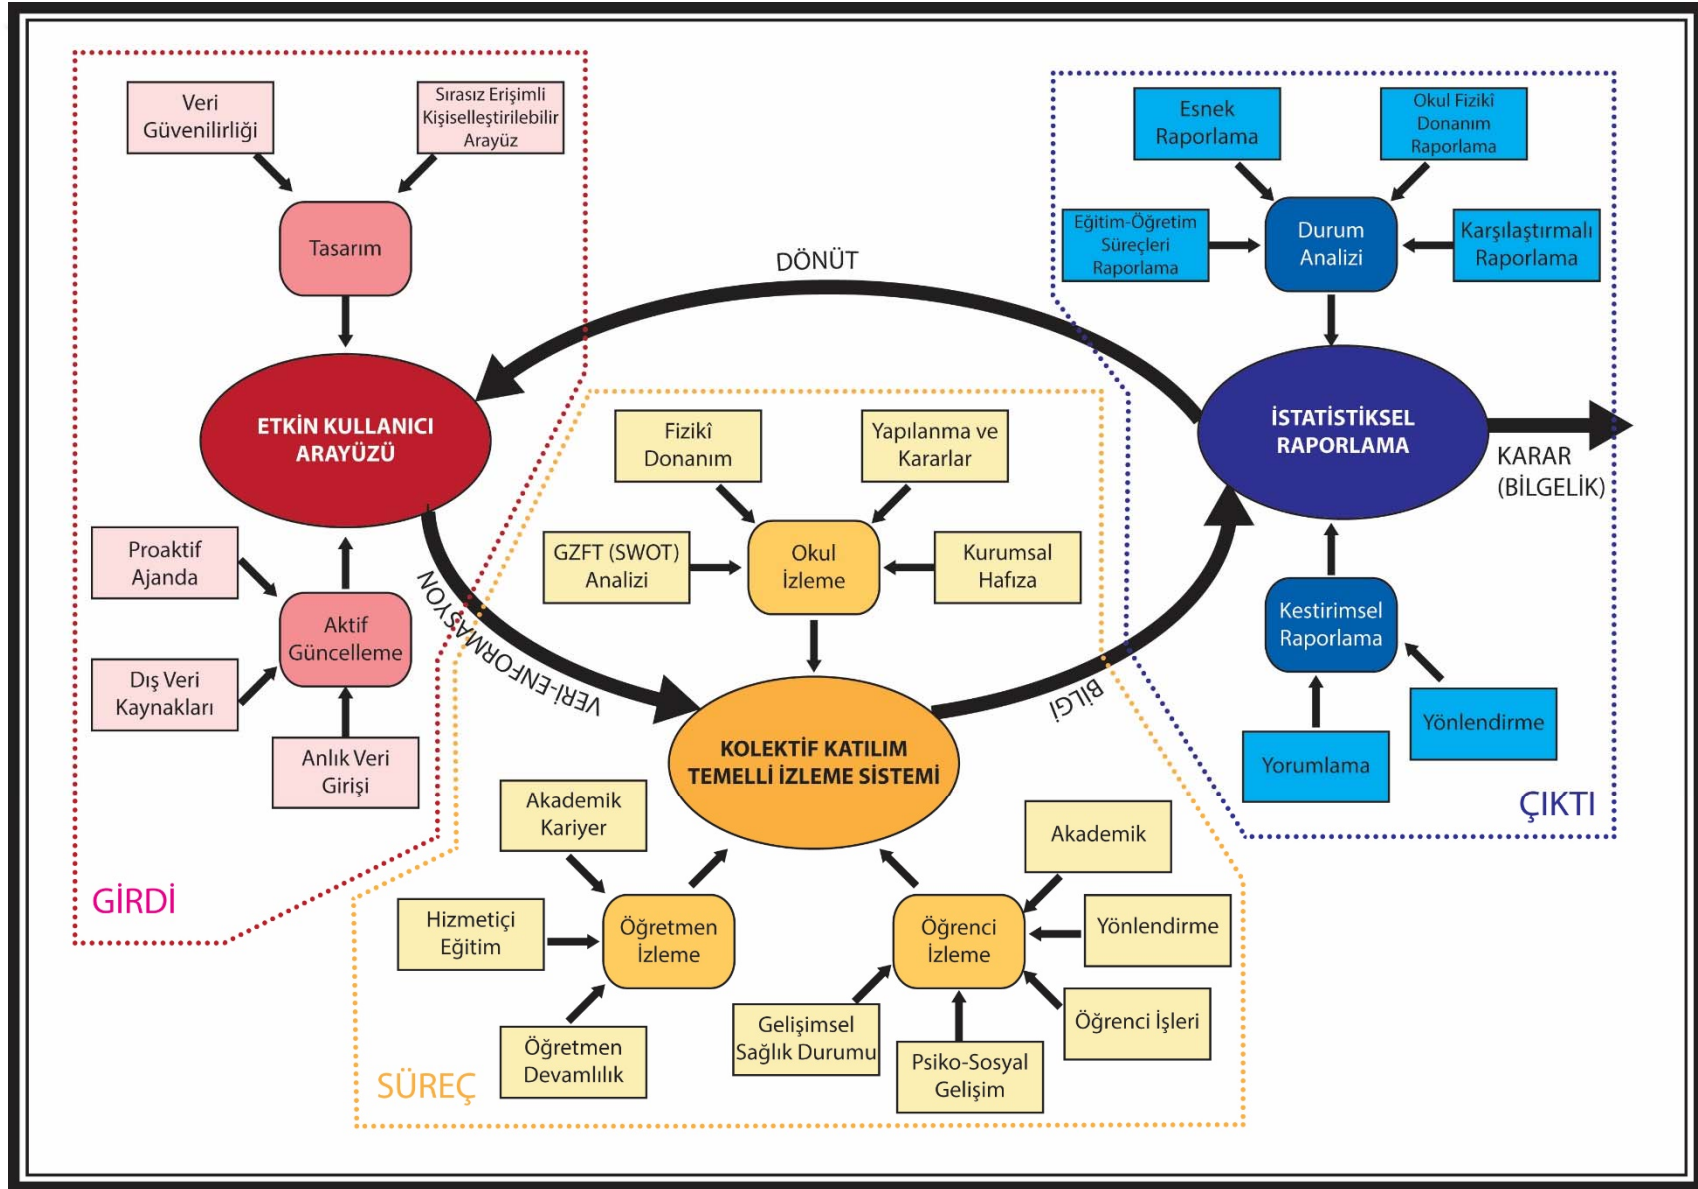 Veri
Güvenilirliği
Sırasız Erişimli
Kişiselleştirilebilir
Arayüz
Tasarım
ETKİN KULLANICI
ARAYÜZÜ
Proaktif
Ajanda
Aktif
Güncelleme
Dış Veri
Kaynakları
Anlık Veri
Girişi
GİRDİ
DÖNÜT
VERİ-ENFORMASYON
Fizikî
Donanım
Yapılanma ve
Kararlar
GZFT (SWOT)
Analizi
Okul
İzleme
Kurumsal
Hafıza
KOLEKTİF KATILIM
TEMELLİ İZLEME SİSTEMİ
BİLGİ
Akademik
Kariyer
Hizmetiçi
Eğitim
Öğretmen
İzleme
Öğretmen
Devamlılık
Akademik
Öğrenci
İzleme
Yönlendirme
Öğrenci İşleri
Gelişimsel
Sağlık Durumu
Psiko-Sosyal
Gelişim
SÜREÇ
Esnek
Raporlama
Okul Fizikî
Donanım
Raporlama
Eğitim-Öğretim
Süreçleri
Raporlama
Durum
Analizi
Karşılaştırmalı
Raporlama
İSTATİSTİKSEL
RAPORLAMA
KARAR
(BİLGELİK)
Kestirimsel
Raporlama
Yönlendirme
Yorumlama
ÇIKTI